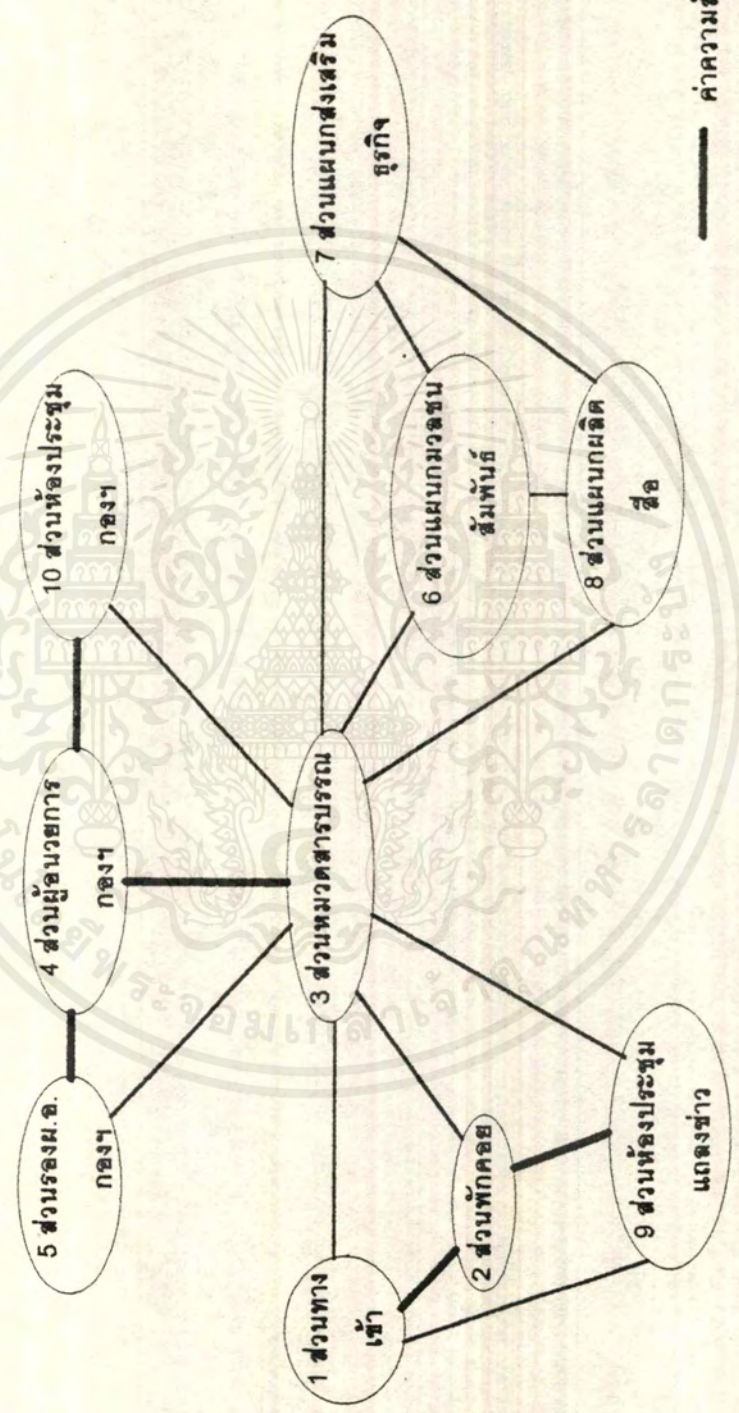 5 ส่วนรองผ.อ.
กองฯ
4 ส่วนผู้อนวยการ
กองฯ
10 ส่วนห้องประชุม
กองฯ
1 ส่วนทาง
เข้า
2 ส่วนพักคอย
3 ส่วนหมวดสารบรรณ
9 ส่วนห้องประชุม
แถลงข่าว
7 ส่วนแผนกส่งเสริม
ธุรกิจ
6 ส่วนแผนกมวลชน
สัมพันธ์
8 ส่วนแผนกผลิต
สื่อ